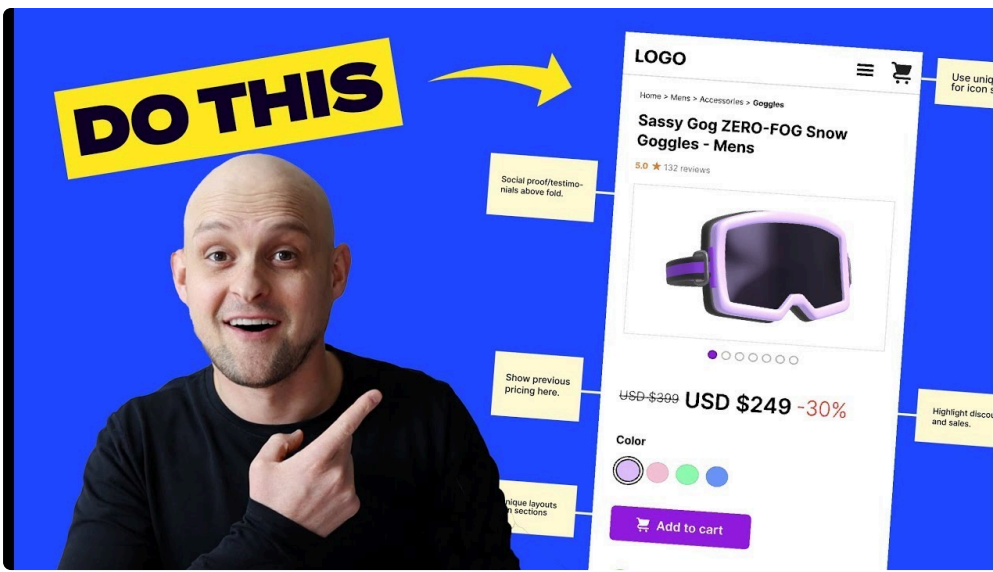 DO THIS
LOGO
Use uniq
for icon s
Home > Mens > Accessories > Goggles
Sassy Gog ZERO-FOG Snow
Goggles - Mens
5.0 ★ 132 reviews
Social proof/testimo-
nials above fold.
Show previous
pricing here.
USD $399 USD $249 -30%
Highlight discou
and sales.
Color
nique layouts
n sections
Add to cart